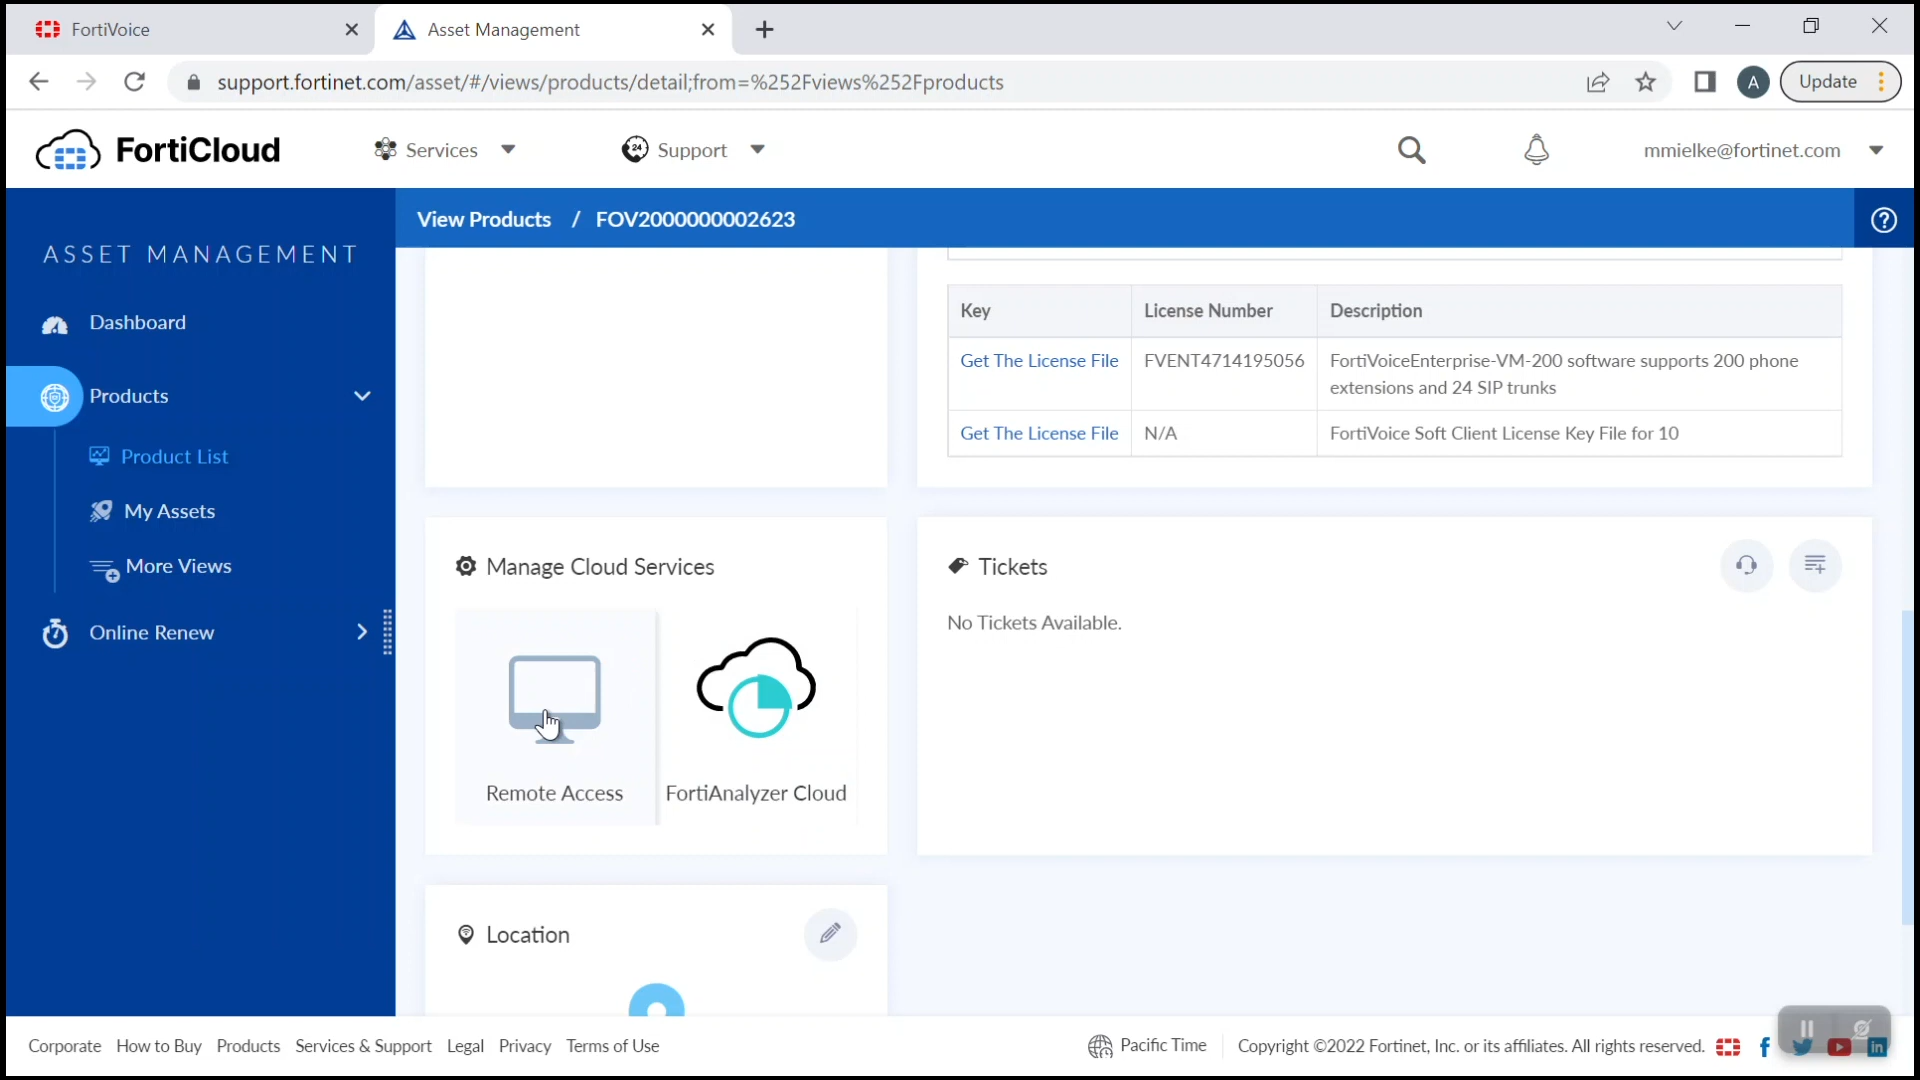 FortiVoice
Asset Management
support.fortinet.com/asset/#/views/products/detail;from=%252Fviews%252Fproducts
A
Update
FortiCloud
Services
24
Support
mmielke@fortinet.com
ASSET MANAGEMENT
View Products / FOV2000000002623
Dashboard
Products
Product List
My Assets
More Views
Online Renew
Key License Number Description
Get The License File FVENT4714195056 FortiVoiceEnterprise-VM-200 software supports 200 phone
extensions and 24 SIP trunks
Get The License File N/A FortiVoice Soft Client License Key File for 10
Manage Cloud Services
Remote Access
FortiAnalyzer Cloud
Tickets
No Tickets Available.
Location
Corporate How to Buy Products Services & Support Legal Privacy Terms of Use
Pacific Time
Copyright ©2022 Fortinet, Inc. or its affiliates. All rights reserved.